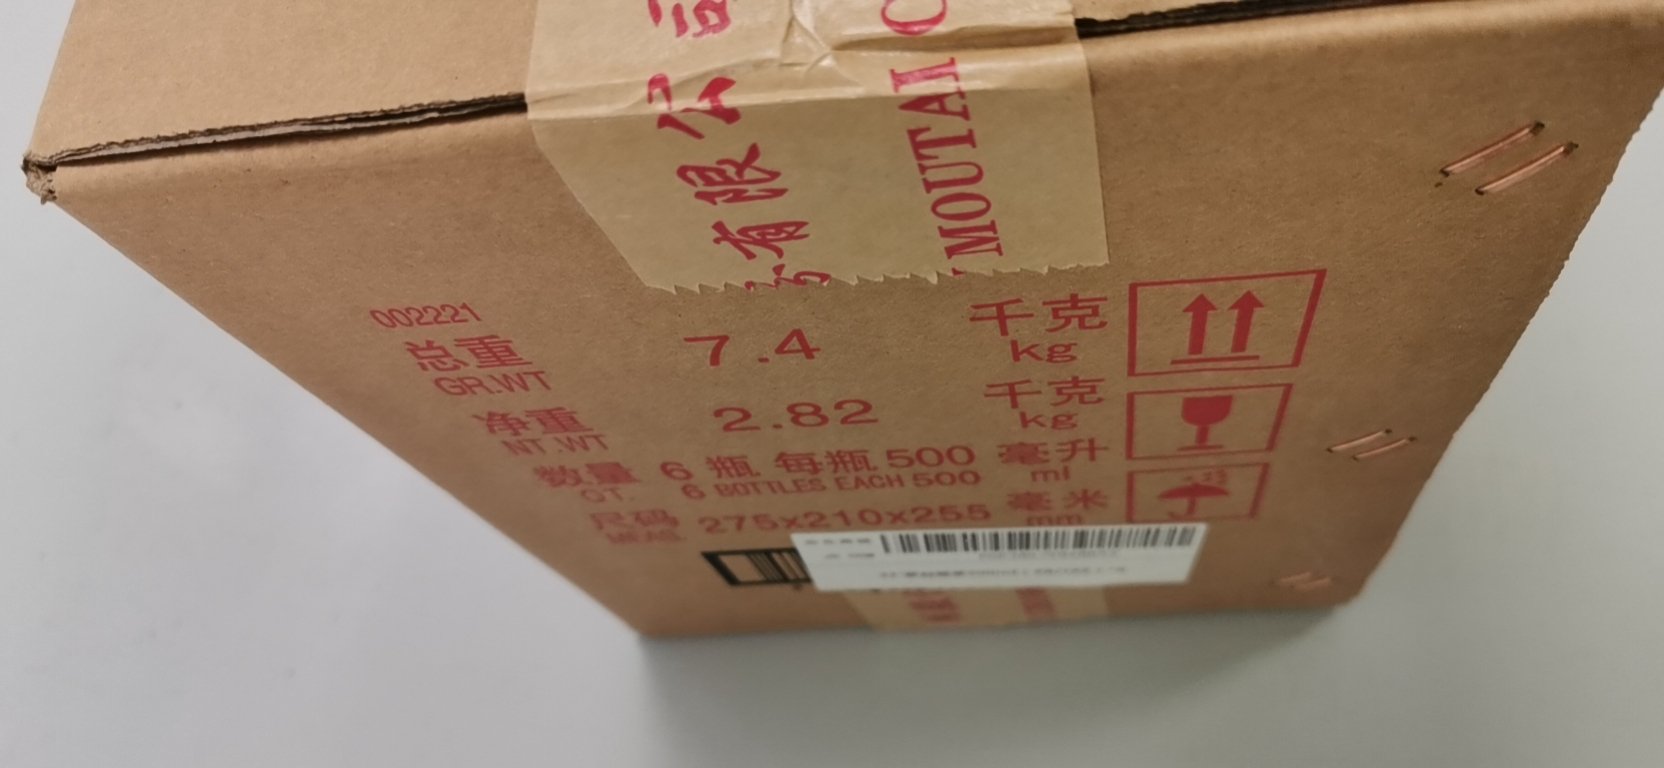 司
公
限
有
MOUTAI C
002221
总重 7.4 千克
GR.WT kg
净重 2.82 千克
NT.WT kg
数量 6 瓶 每瓶 500 毫升
QT. 6 BOTTLES EACH 500 ml
尺码 275x210x255 毫米
MEAS. mm